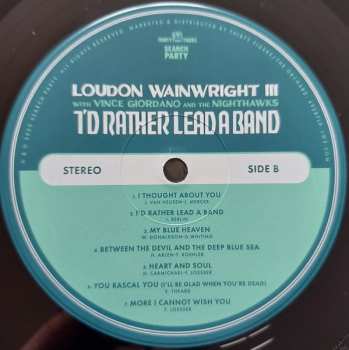 THIRTY TIGERS
SEARCH
PARTY
LOUDON WAINWRIGHT III
WITH VINCE GIORDANO AND THE NIGHTHAWKS
I'D RATHER LEAD A BAND
STEREO
SIDE B
1. I THOUGHT ABOUT YOU
J. VAN HEUSEN-J. MERCER
2. I'D RATHER LEAD A BAND
I. BERLIN
3. MY BLUE HEAVEN
W. DONALDSON-G. WHITING
4. BETWEEN THE DEVIL AND THE DEEP BLUE SEA
H. ARLEN-T. KOEHLER
5. HEART AND SOUL
H. CARMICHAEL-F. LOESSER
6. YOU RASCAL YOU (I'LL BE GLAD WHEN YOU'RE DEAD)
S. THEARD
7. MORE I CANNOT WISH YOU
F. LOESSER